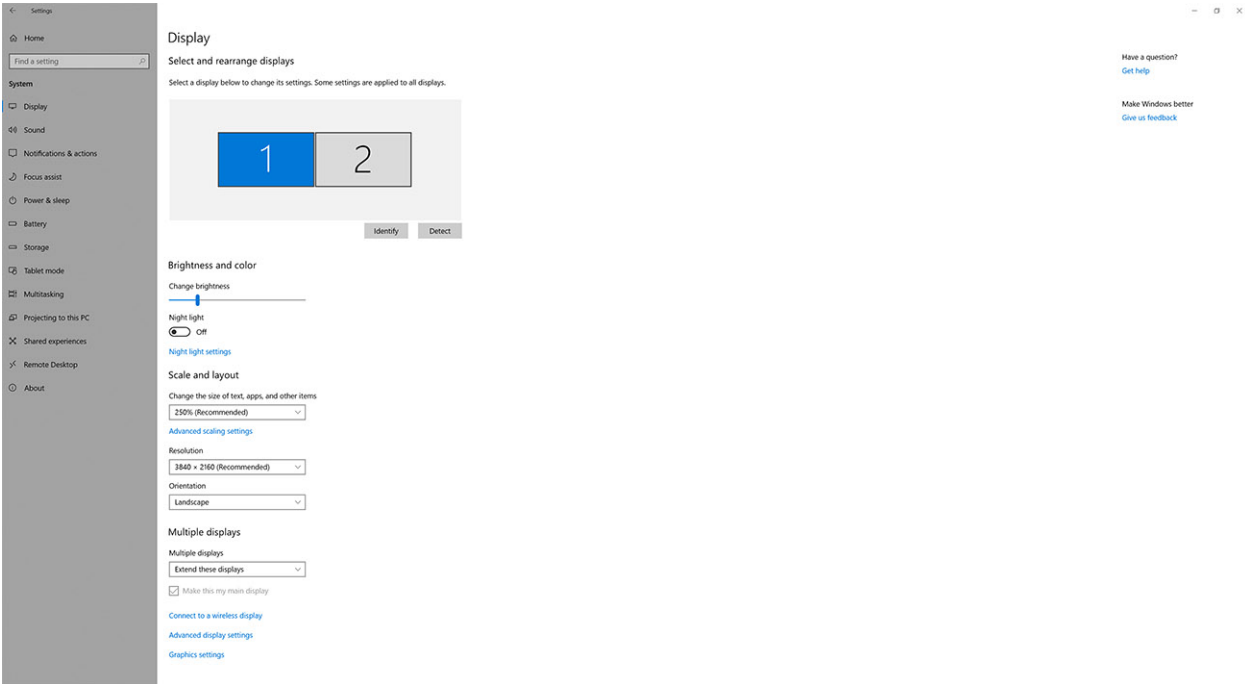 Settings
Home
Find a setting
System
Display
Sound
Notifications & actions
Focus assist
Power & sleep
Battery
Storage
Tablet mode
Multitasking
Projecting to this PC
Shared experiences
Remote Desktop
About
Display
Select and rearrange displays
Select a display below to change its settings. Some settings are applied to all displays.
1 2
Identify Detect
Brightness and color
Change brightness
Night light
Off
Night light settings
Scale and layout
Change the size of text, apps, and other items
250% (Recommended)
Advanced scaling settings
Resolution
3840 × 2160 (Recommended)
Orientation
Landscape
Multiple displays
Multiple displays
Extend these displays
Make this my main display
Connect to a wireless display
Advanced display settings
Graphics settings
Have a question?
Get help
Make Windows better
Give us feedback